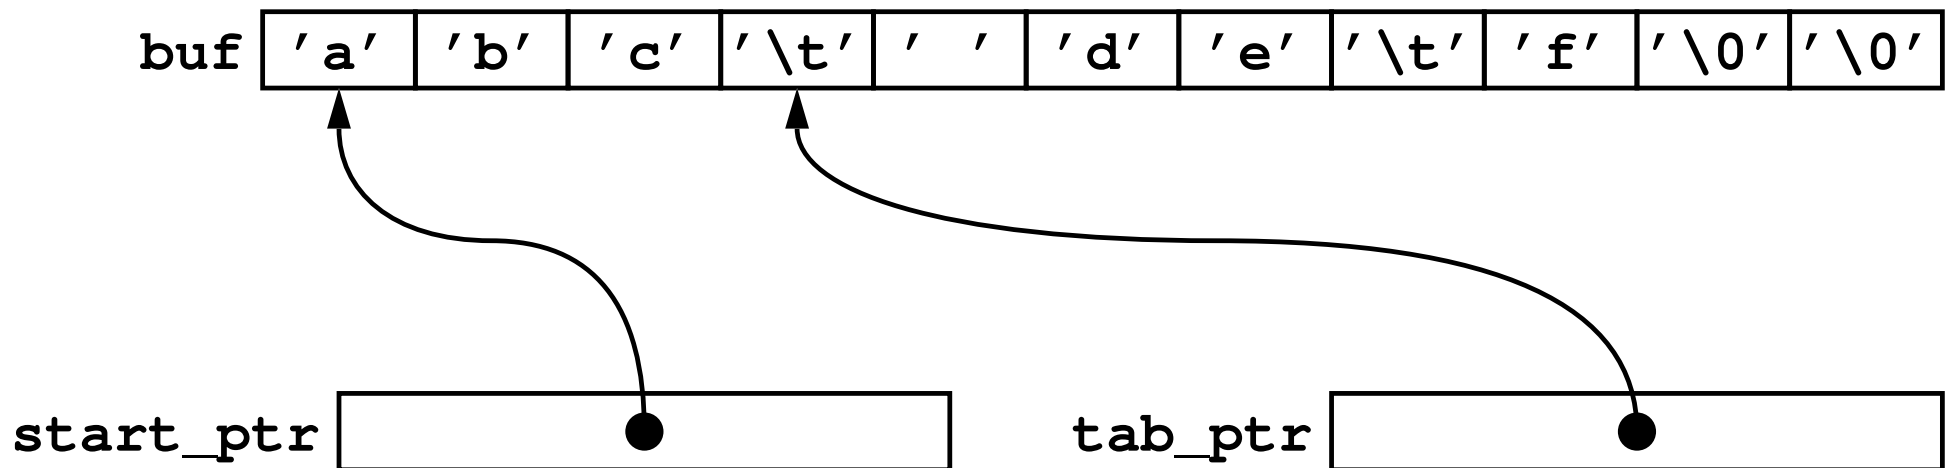 buf 'a' 'b' 'c' '\t' ' ' 'd' 'e' '\t' 'f' '\0' '\0'
start_ptr tab_ptr